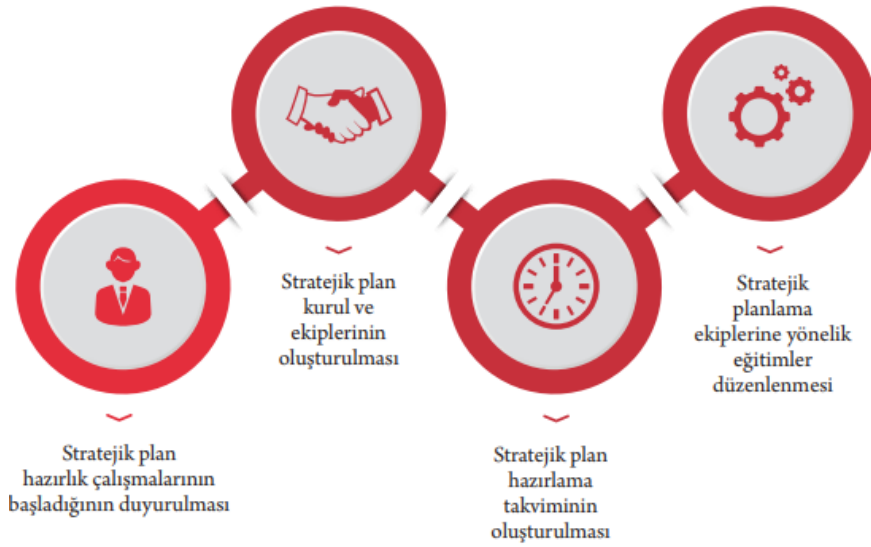 Stratejik plan
hazırlık çalışmalarının
başladığının duyurulması
Stratejik plan
kurul ve
ekiplerinin
oluşturulması
Stratejik plan
hazırlama
takviminin
oluşturulması
Stratejik
planlama
ekiplerine yönelik
eğitimler
düzenlenmesi